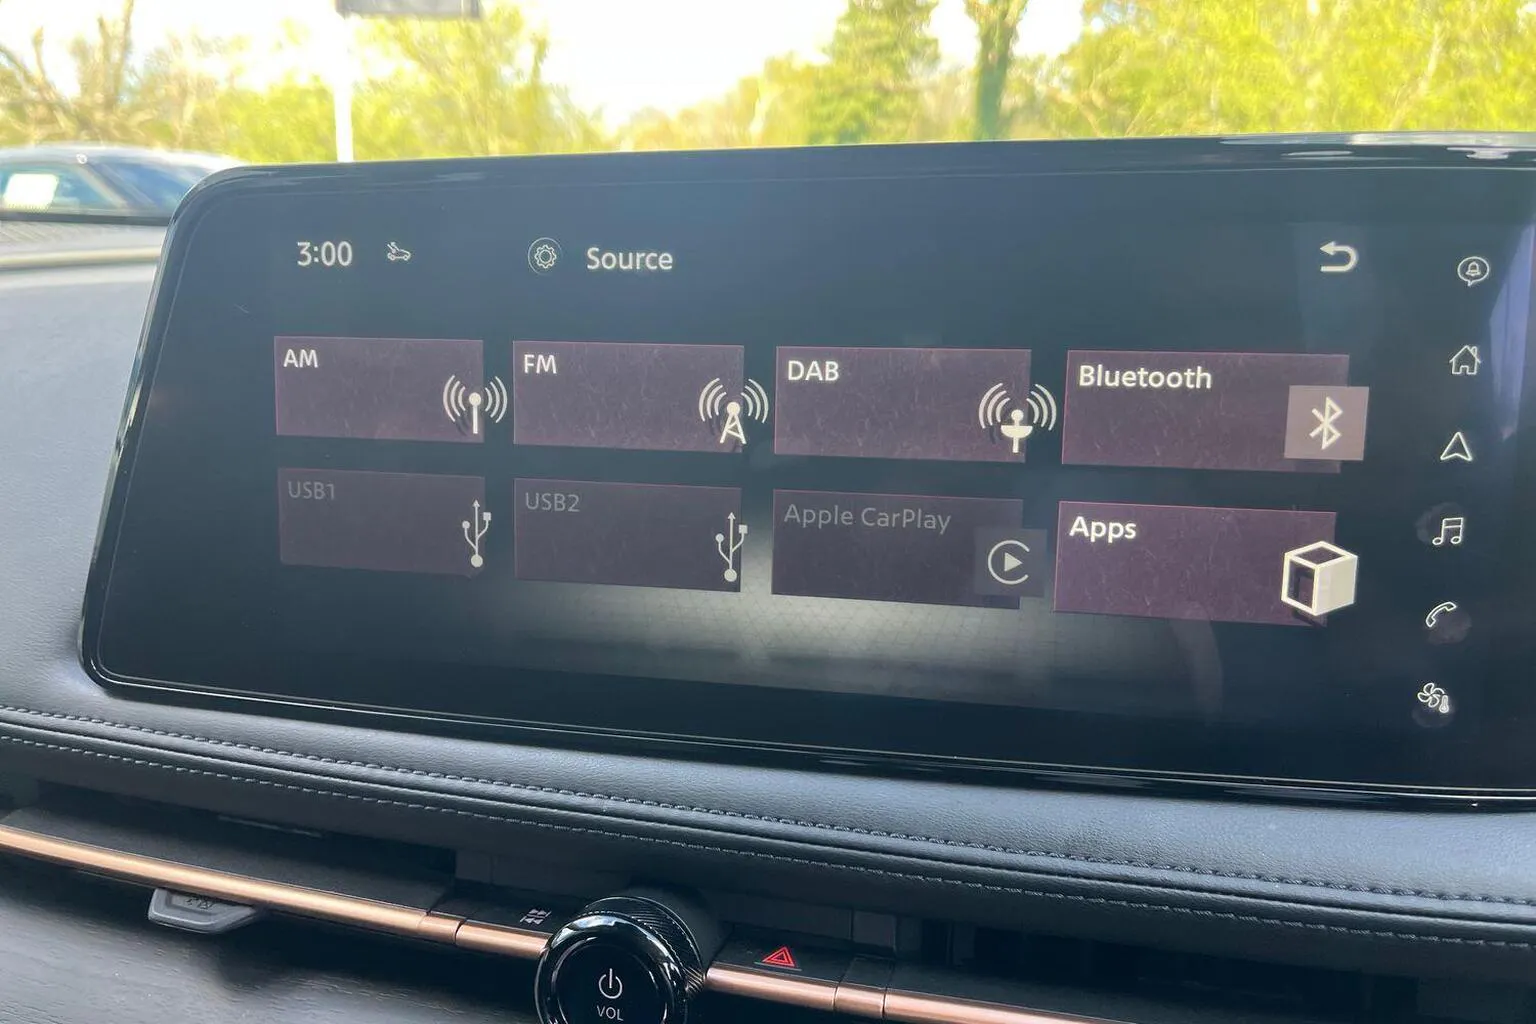 3:00
Source
AM
FM
DAB
Bluetooth
USB1
USB2
Apple CarPlay
Apps
VOL